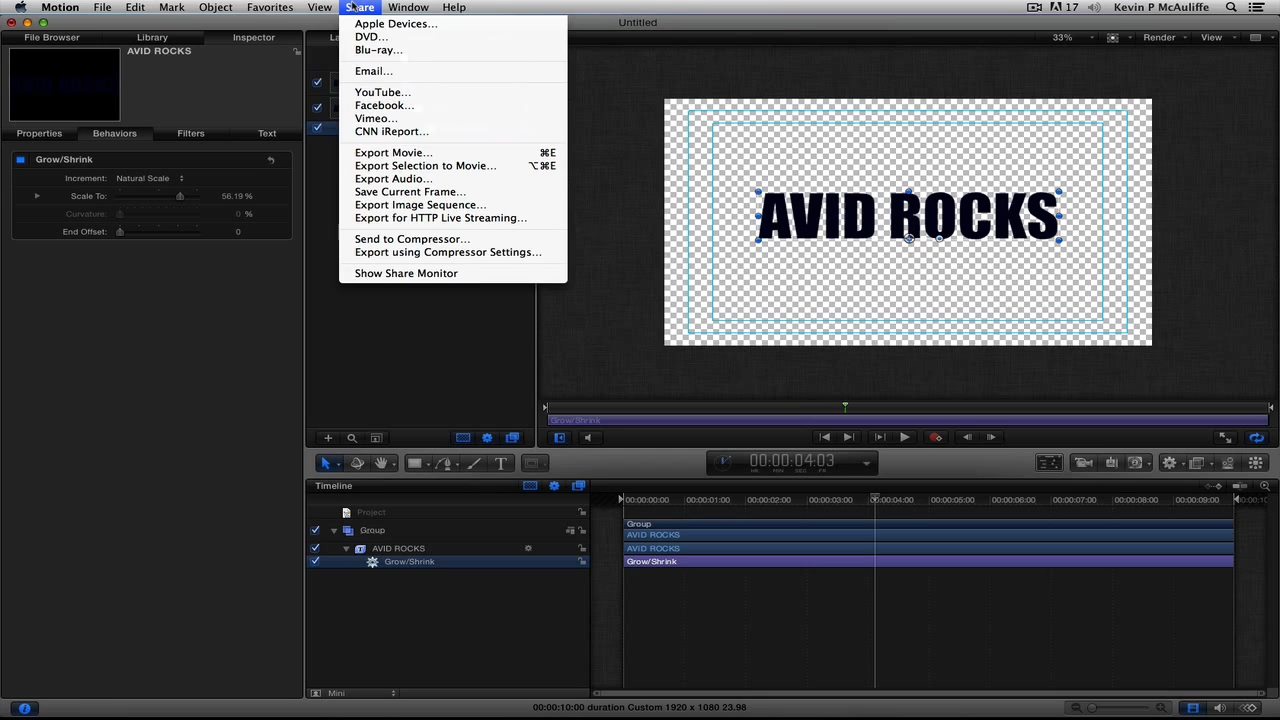 Motion File Edit Mark Object Favorites View Share Window Help 17 Kevin P McAuliffe
Untitled
File Browser Library Inspector
33% Render View
AVID ROCKS
Properties Behaviors Filters Text
Grow/Shrink
Increment: Natural Scale
Scale To: 56.19 %
Curvature: 0 %
End Offset: 0
Apple Devices...
DVD...
Blu-ray...
Email...
YouTube...
Facebook...
Vimeo...
CNN iReport...
Export Movie... ⌘E
Export Selection to Movie... ⌥⌘E
Export Audio...
Save Current Frame...
Export Image Sequence...
Export for HTTP Live Streaming...
Send to Compressor...
Export using Compressor Settings...
Show Share Monitor
AVID ROCKS
Grow/Shrink
00:00:04:03
Timeline
00:00:00:00 00:00:01:00 00:00:02:00 00:00:03:00 00:00:04:00 00:00:05:00 00:00:06:00 00:00:07:00 00:00:08:00 00:00:09:00
Project
Group
AVID ROCKS
Grow/Shrink
Group
AVID ROCKS
AVID ROCKS
Grow/Shrink
Mini
00:00:10:00 duration Custom 1920 x 1080 23.98